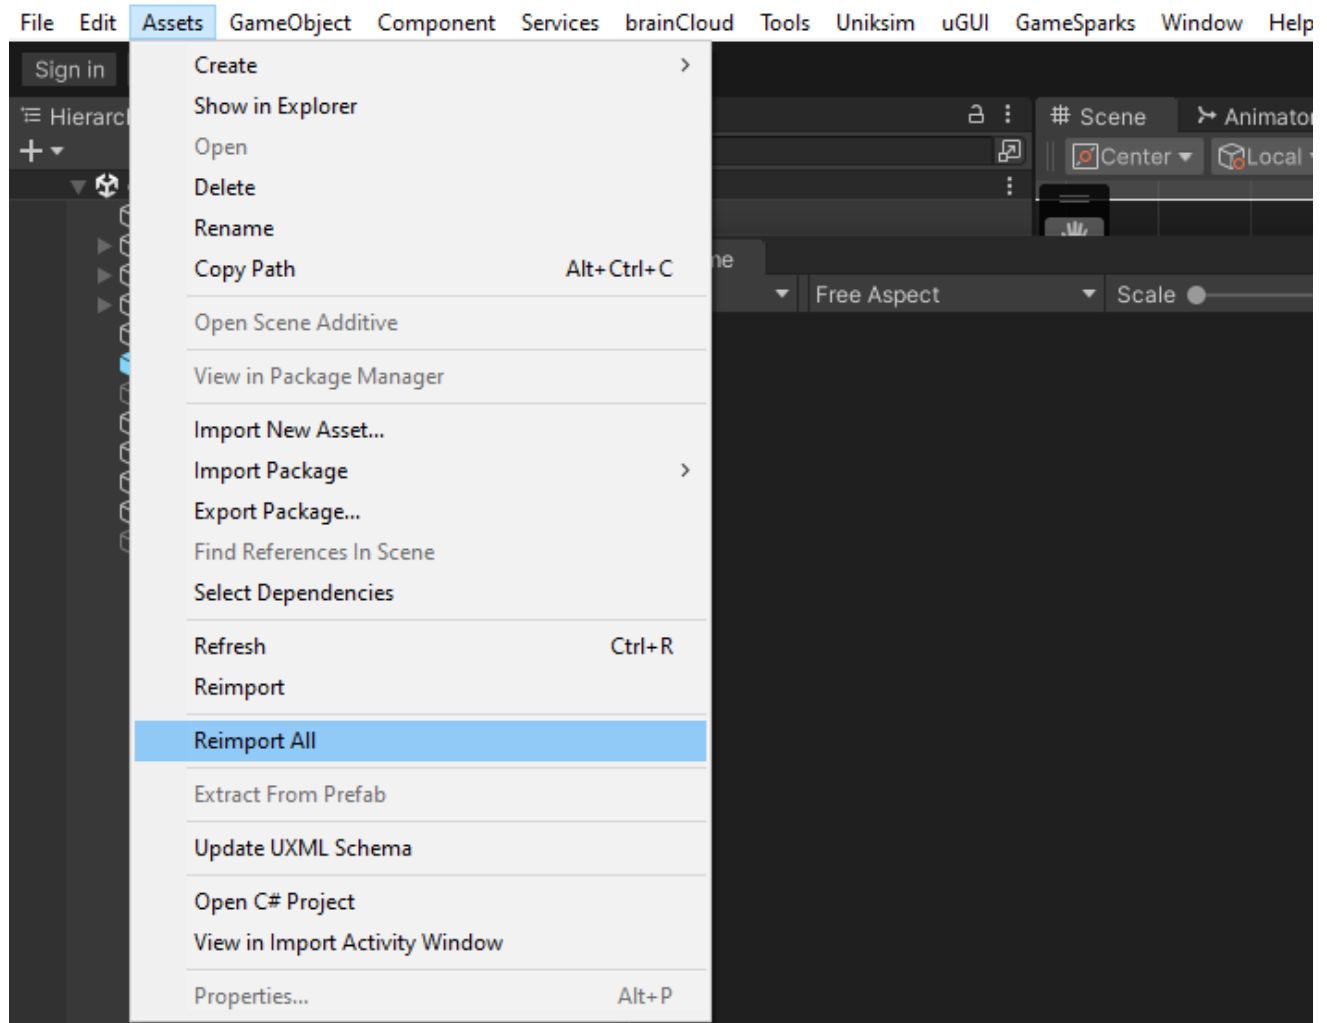 File Edit Assets GameObject Component Services brainCloud Tools Uniksim uGUI GameSparks Window Help
Sign in
Hierarc
Scene
Animator
Center
Local
ne
Free Aspect
Scale
Create
Show in Explorer
Open
Delete
Rename
Copy Path Alt+Ctrl+C
Open Scene Additive
View in Package Manager
Import New Asset...
Import Package
Export Package...
Find References In Scene
Select Dependencies
Refresh Ctrl+R
Reimport
Reimport All
Extract From Prefab
Update UXML Schema
Open C# Project
View in Import Activity Window
Properties... Alt+P